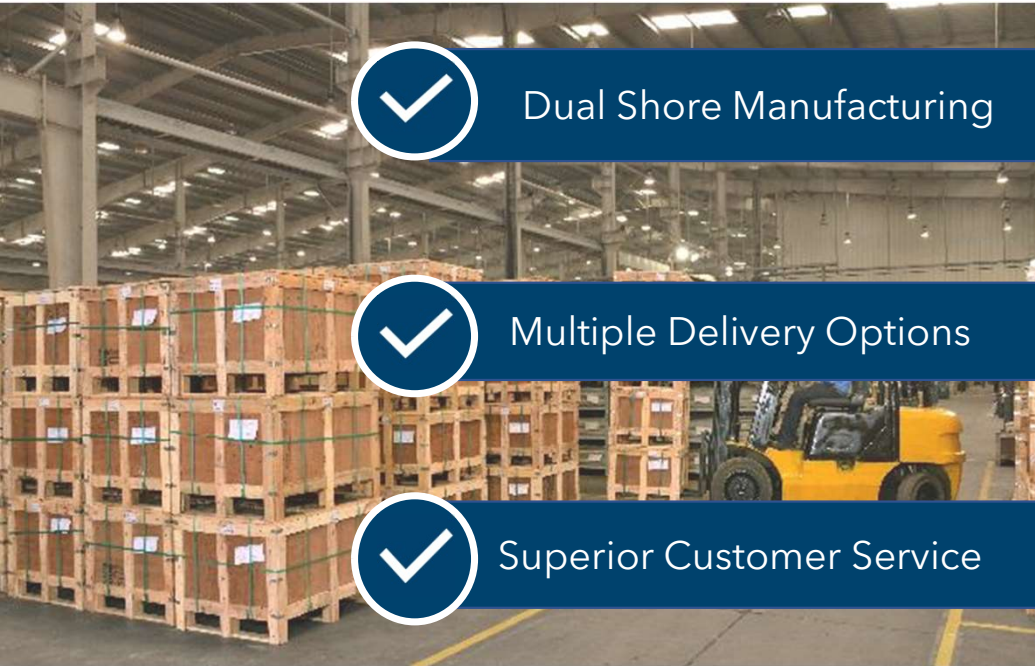 Dual Shore Manufacturing
Multiple Delivery Options
Superior Customer Service